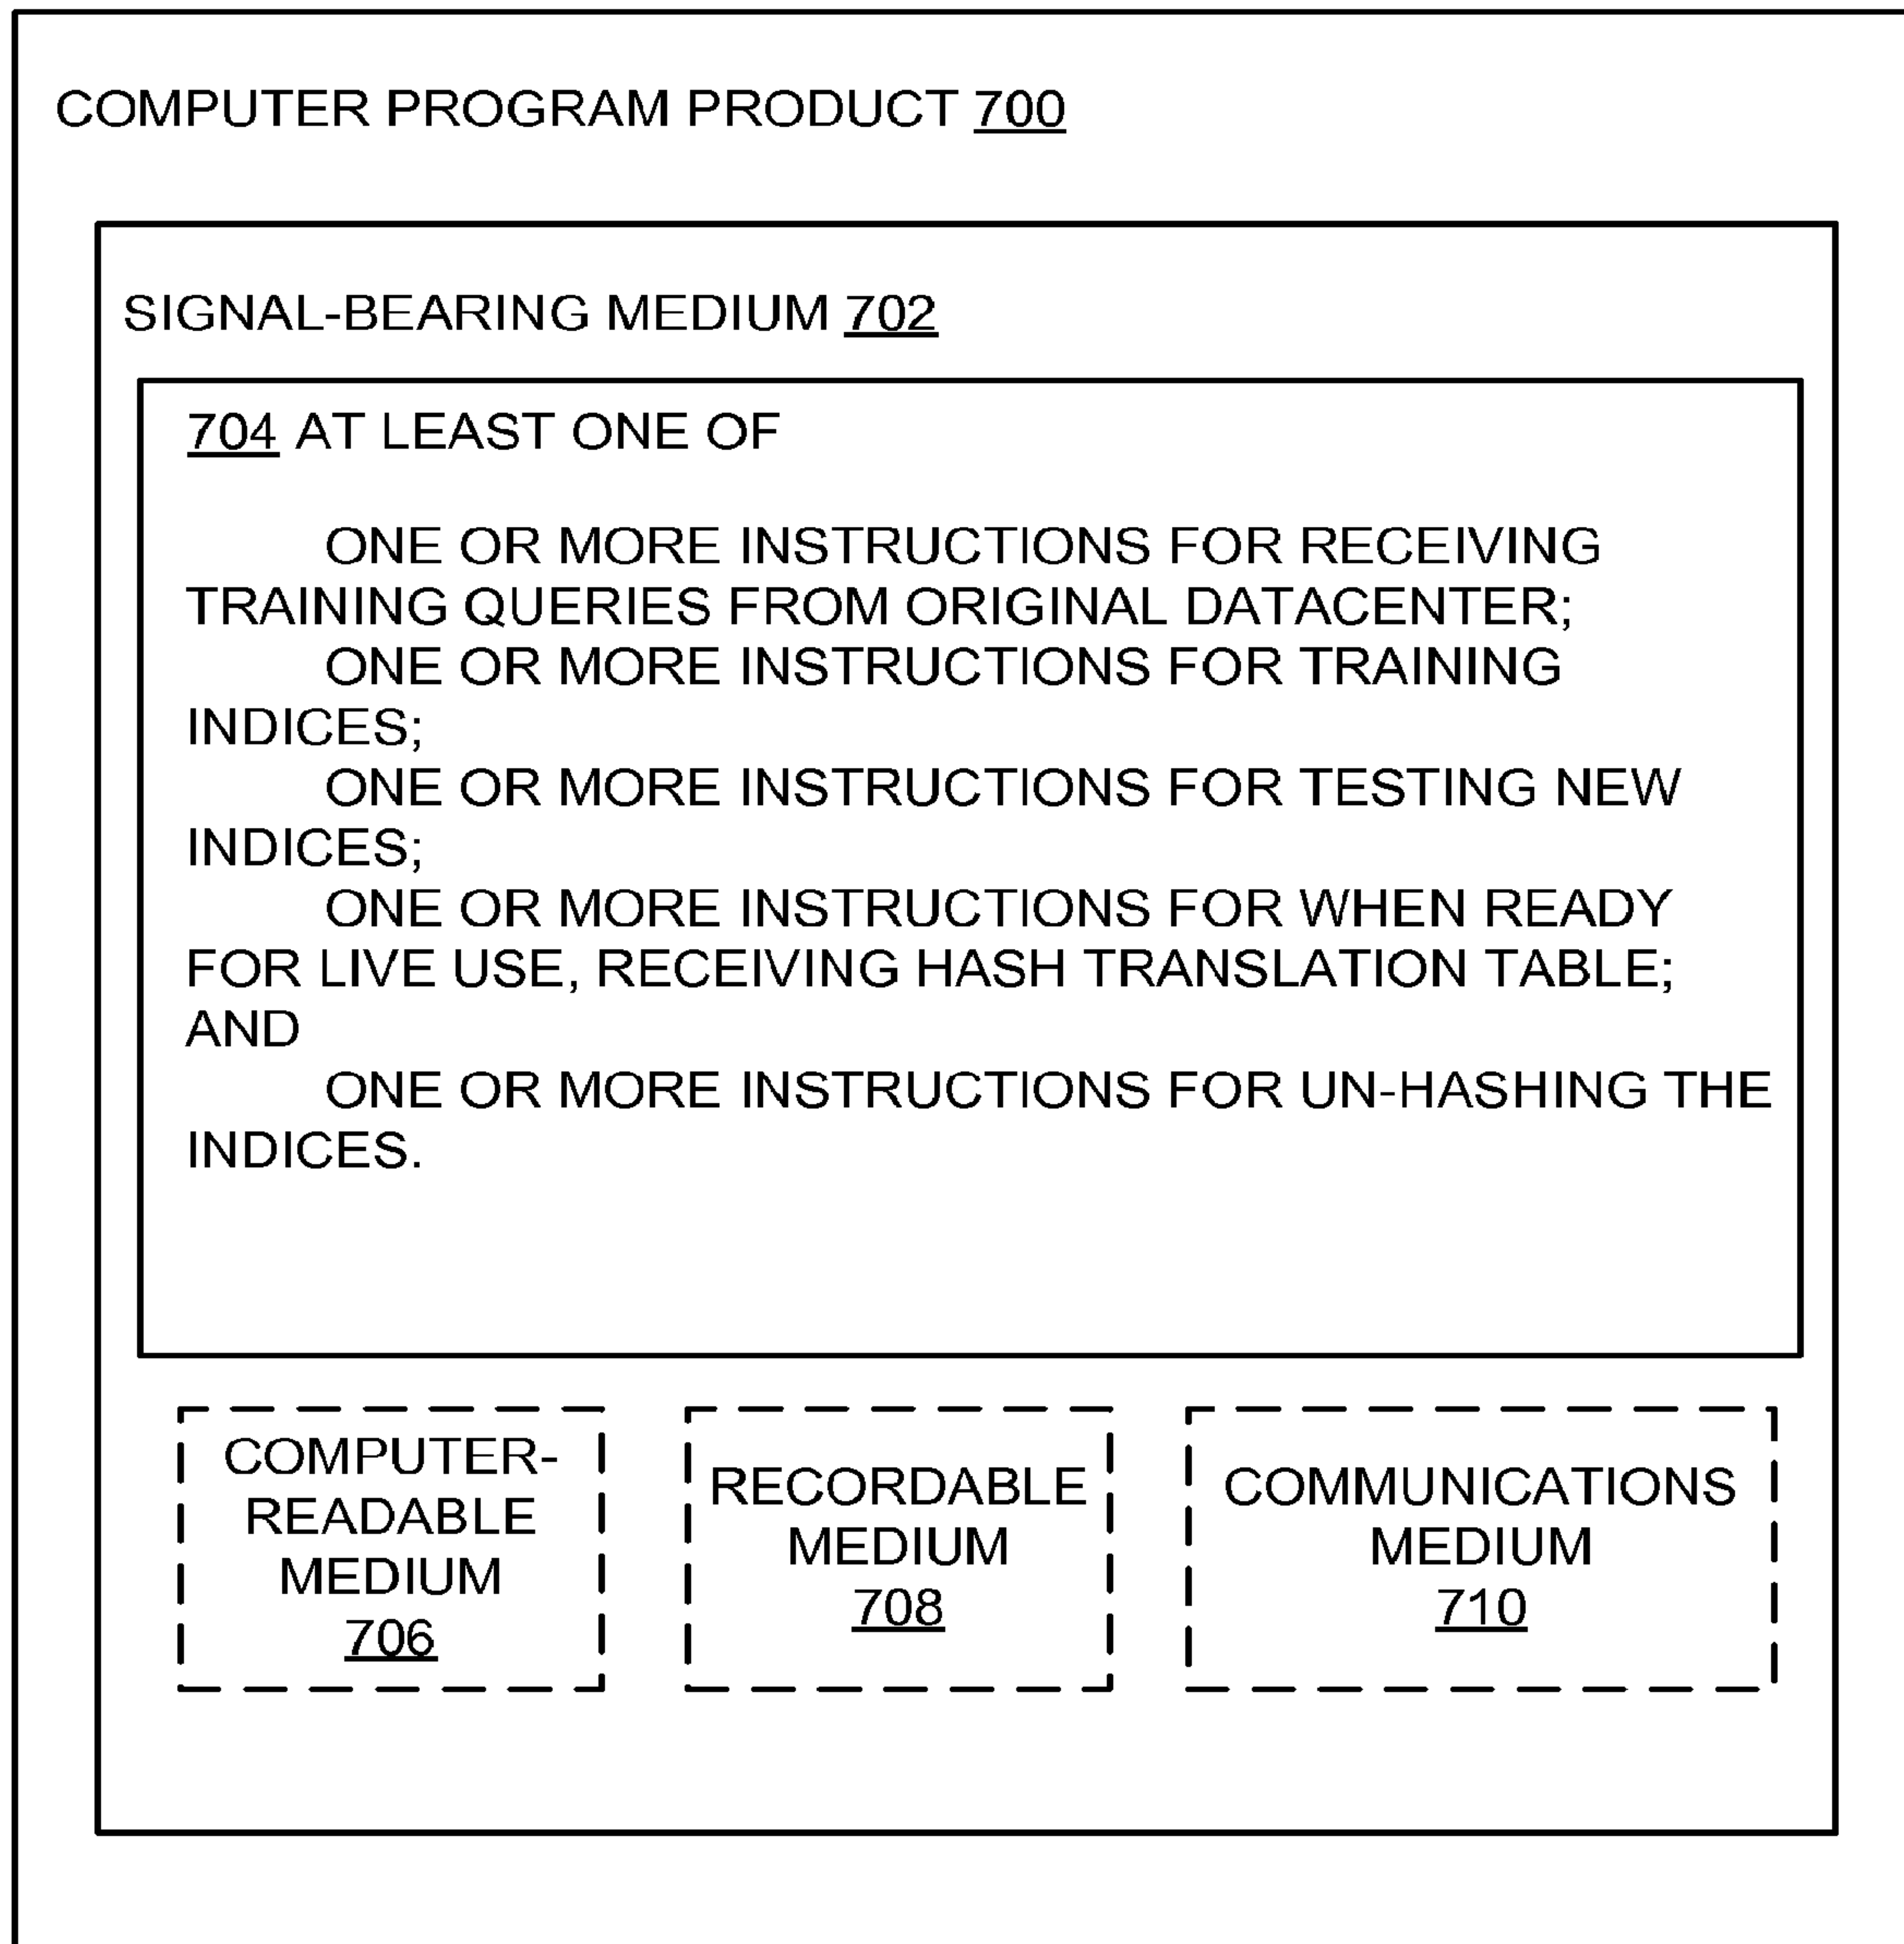 COMPUTER PROGRAM PRODUCT 700
SIGNAL-BEARING MEDIUM 702
704 AT LEAST ONE OF
ONE OR MORE INSTRUCTIONS FOR RECEIVING
TRAINING QUERIES FROM ORIGINAL DATACENTER;
ONE OR MORE INSTRUCTIONS FOR TRAINING
INDICES;
ONE OR MORE INSTRUCTIONS FOR TESTING NEW
INDICES;
ONE OR MORE INSTRUCTIONS FOR WHEN READY
FOR LIVE USE, RECEIVING HASH TRANSLATION TABLE;
AND
ONE OR MORE INSTRUCTIONS FOR UN-HASHING THE
INDICES.
COMPUTER-
READABLE
MEDIUM
706
RECORDABLE
MEDIUM
708
COMMUNICATIONS
MEDIUM
710